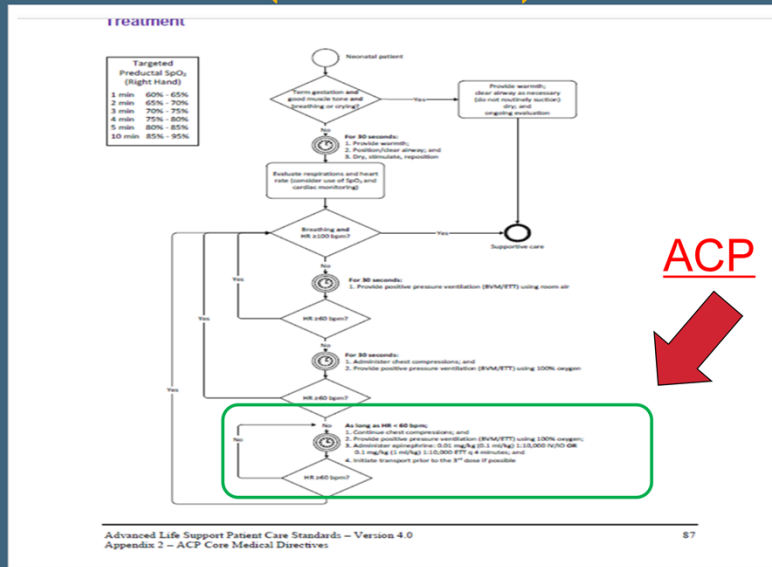 Treatment
Targeted
Preductal SpO₂
(Right Hand)
1 min 60% - 65%
2 min 65% - 70%
3 min 70% - 75%
4 min 75% - 80%
5 min 80% - 85%
10 min 85% - 95%
Neonatal patient
Term gestation and
good muscle tone and
breathing or crying?
Yes
Provide warmth;
clear airway as necessary
(do not routinely suction)
dry; and
ongoing evaluation
No
For 30 seconds:
1. Provide warmth;
2. Position/clear airway; and
3. Dry, stimulate, reposition
Evaluate respirations and heart
rate (consider use of SpO₂ and
cardiac monitoring)
Breathing and
HR ≥100 bpm?
Yes
Supportive care
No
For 30 seconds:
1. Provide positive pressure ventilation (BVM/ETT) using room air
Yes
HR ≥60 bpm?
No
For 30 seconds:
1. Administer chest compressions; and
2. Provide positive pressure ventilation (BVM/ETT) using 100% oxygen
Yes
HR ≥60 bpm?
Yes
No
As long as HR < 60 bpm;
1. Continue chest compressions; and
2. Provide positive pressure ventilation (BVM/ETT) using 100% oxygen;
3. Administer epinephrine: 0.01 mg/kg (0.1 ml/kg) 1:10,000 IV/IO OR
0.1 mg/kg (1 ml/kg) 1:10,000 ETT q 4 minutes; and
4. Initiate transport prior to the 3rd dose if possible
No
HR ≥60 bpm?
ACP
Advanced Life Support Patient Care Standards – Version 4.0
Appendix 2 – ACP Core Medical Directives
87